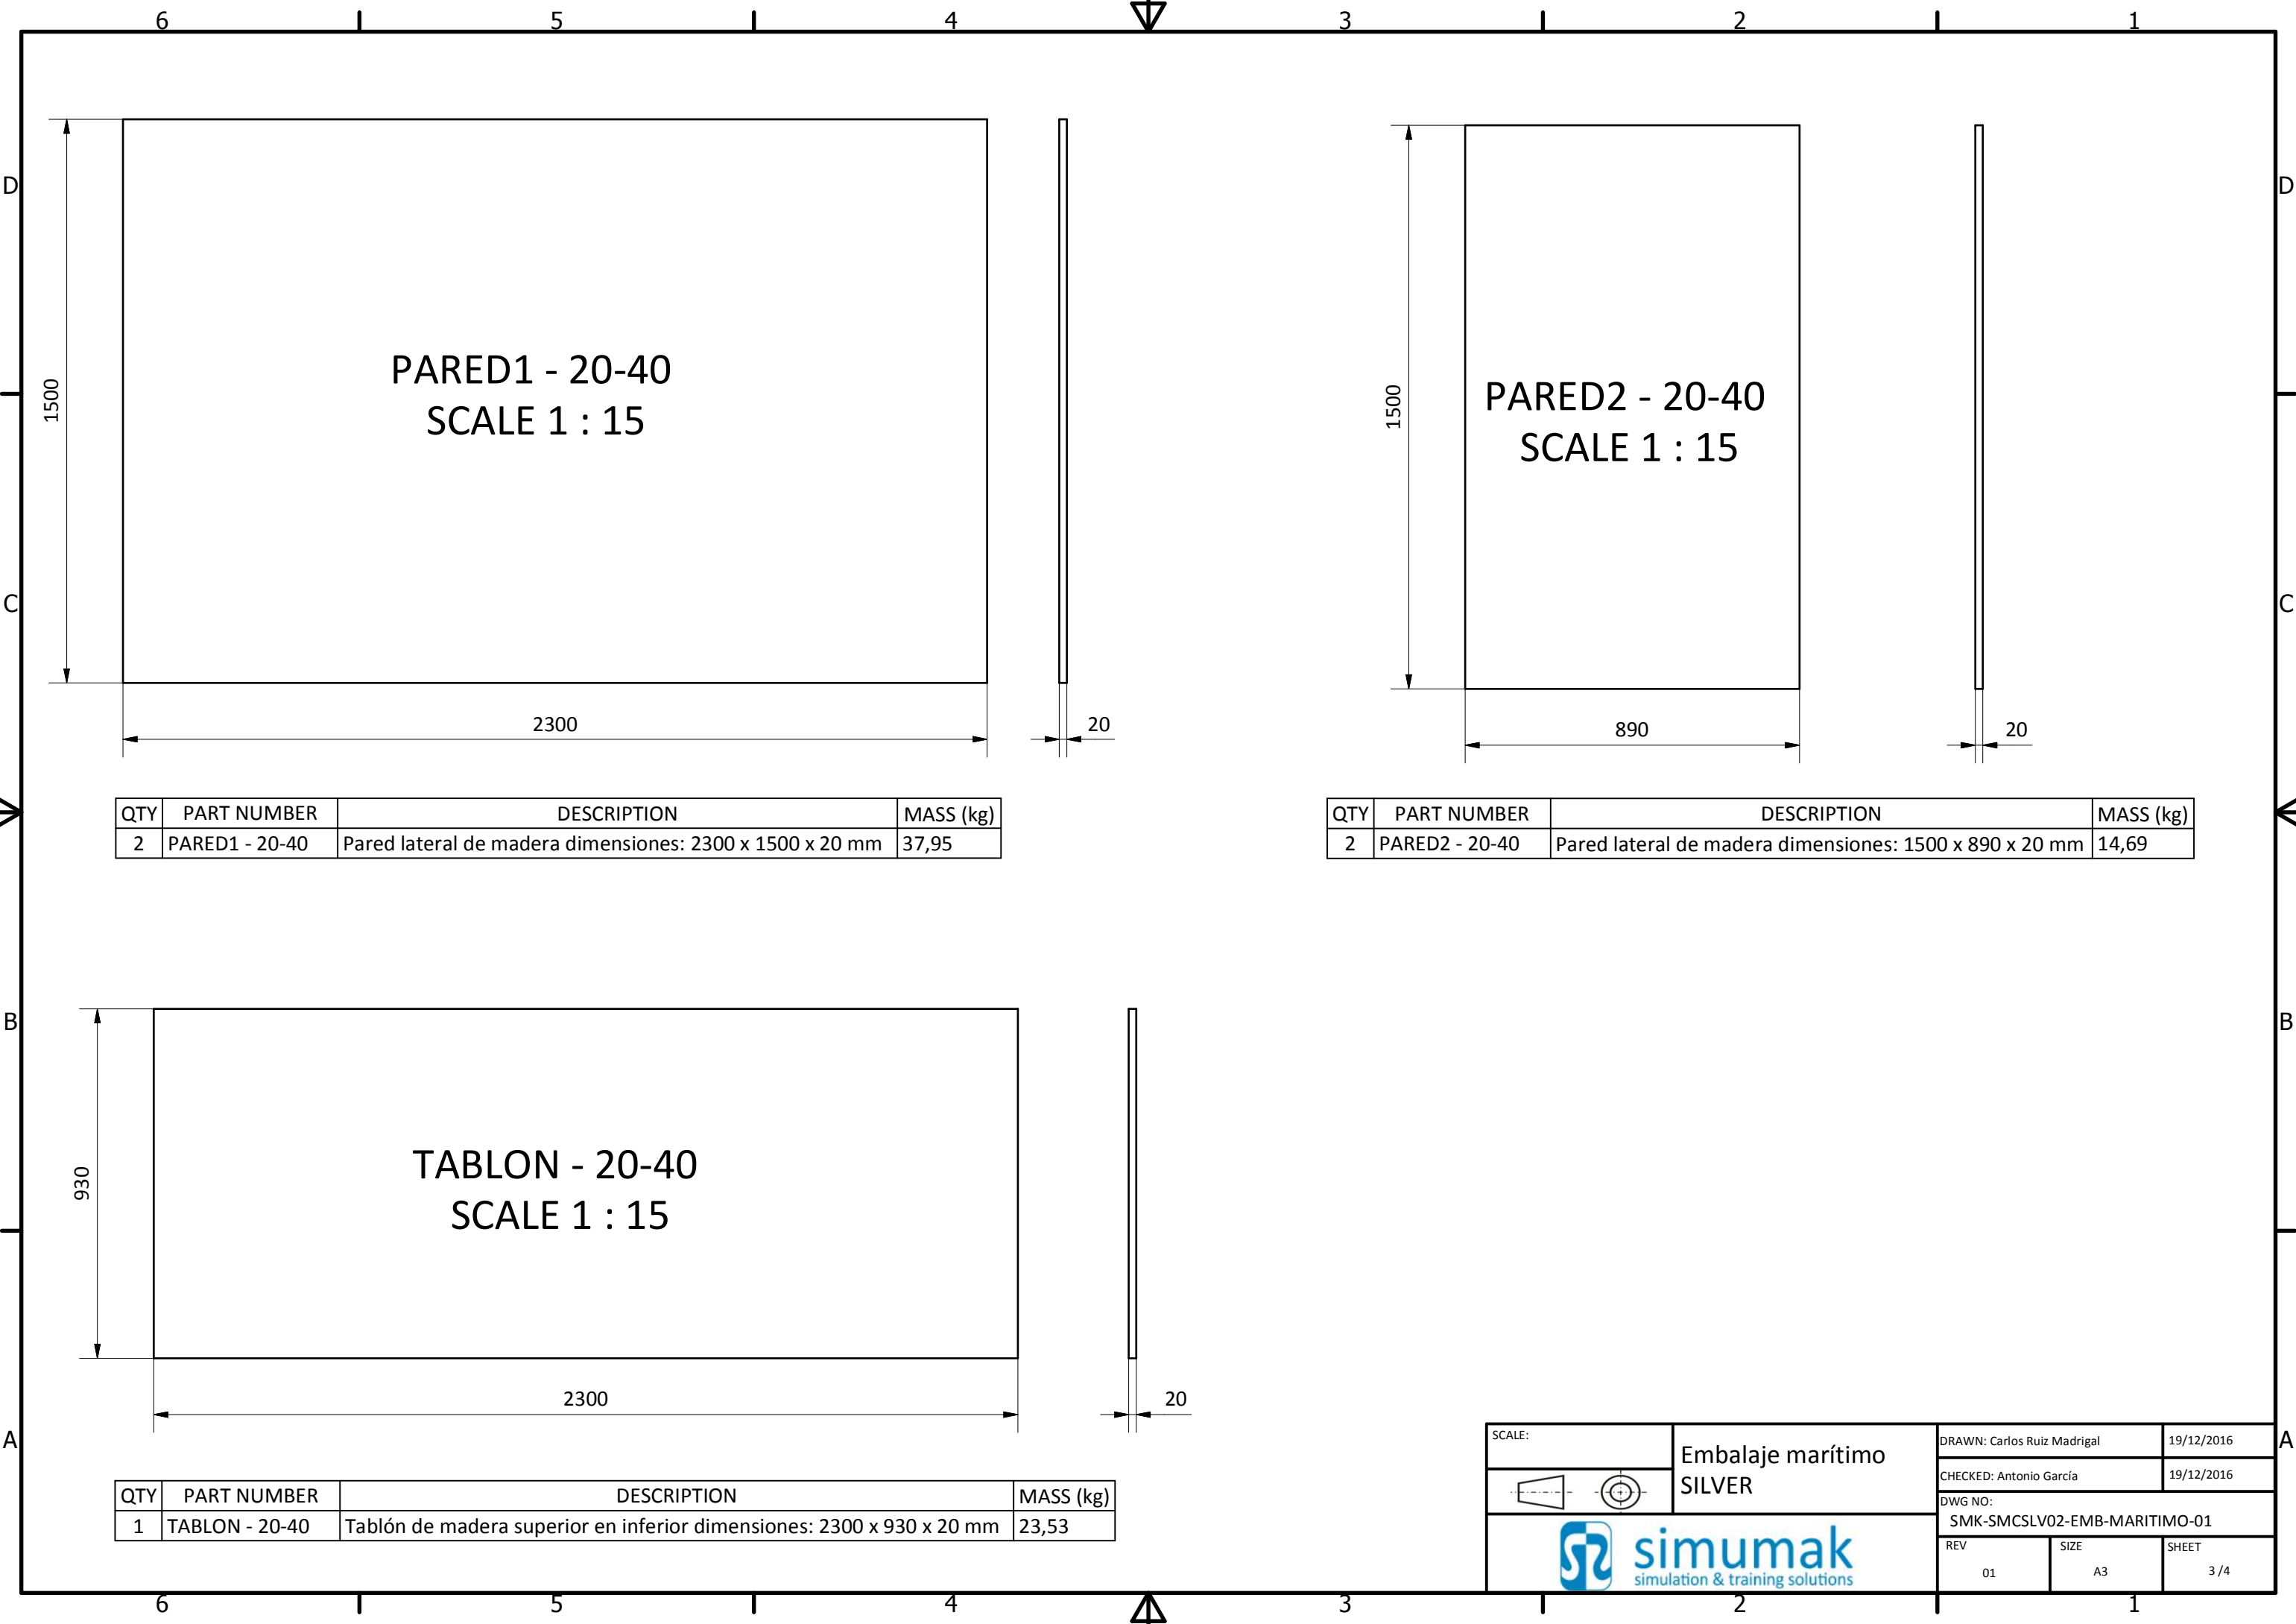 6 5 4 3 2 1
D D
C C
B B
A A
1500
PARED1 - 20-40
SCALE 1 : 15
2300
20
QTY PART NUMBER DESCRIPTION MASS (kg)
2 PARED1 - 20-40 Pared lateral de madera dimensiones: 2300 x 1500 x 20 mm 37,95
1500
PARED2 - 20-40
SCALE 1 : 15
890
20
QTY PART NUMBER DESCRIPTION MASS (kg)
2 PARED2 - 20-40 Pared lateral de madera dimensiones: 1500 x 890 x 20 mm 14,69
930
TABLON - 20-40
SCALE 1 : 15
2300
20
QTY PART NUMBER DESCRIPTION MASS (kg)
1 TABLON - 20-40 Tablón de madera superior en inferior dimensiones: 2300 x 930 x 20 mm 23,53
SCALE:
Embalaje marítimo
SILVER
DRAWN: Carlos Ruiz Madrigal 19/12/2016
CHECKED: Antonio García 19/12/2016
DWG NO:
SMK-SMCSLV02-EMB-MARITIMO-01
REV SIZE SHEET
01 A3 3 /4
simumak
simulation & training solutions
6 5 4 3 2 1